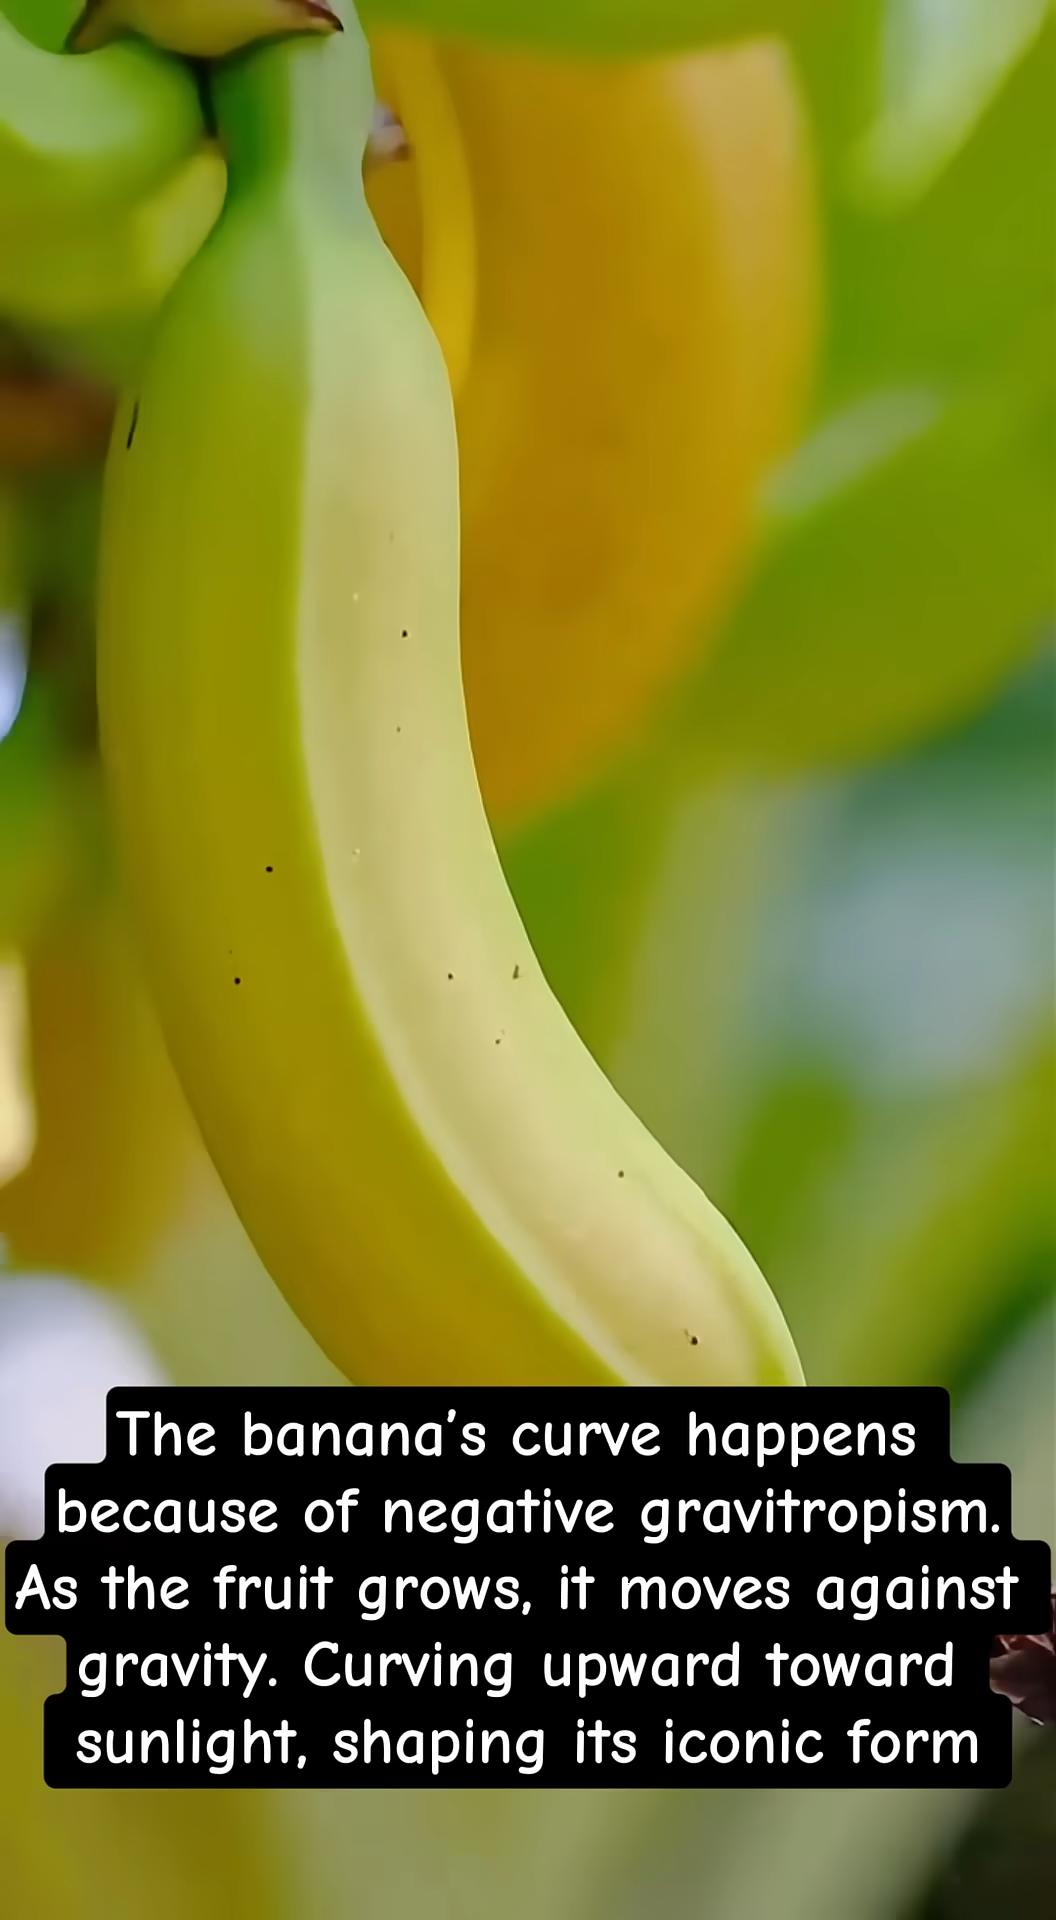 The banana’s curve happens
because of negative gravitropism.
As the fruit grows, it moves against
gravity. Curving upward toward
sunlight, shaping its iconic form